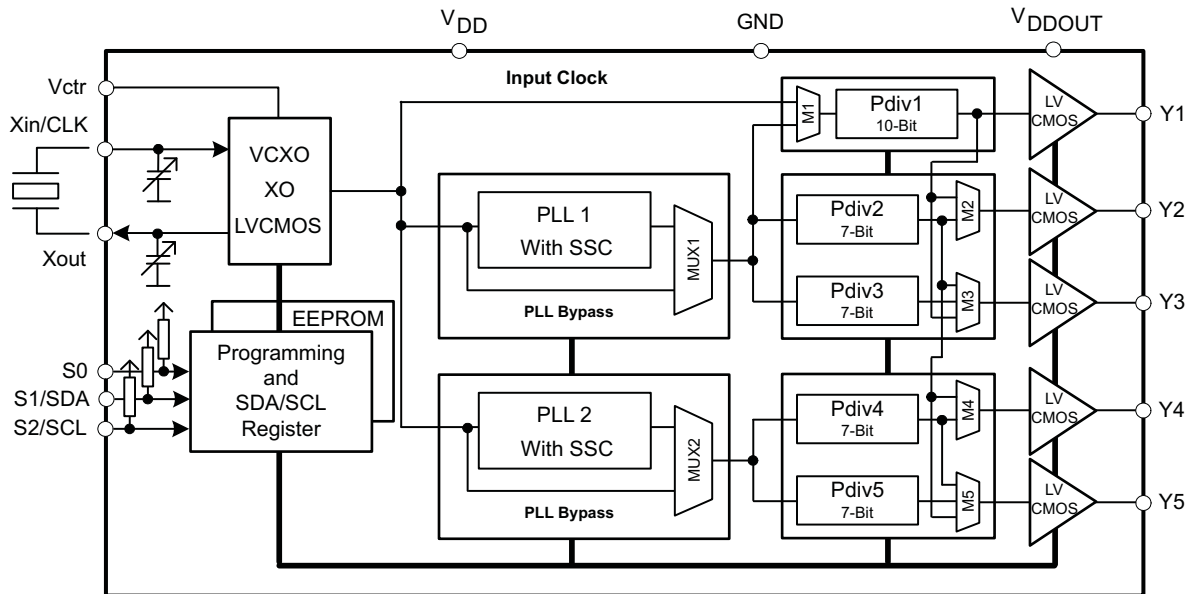 VDD
GND
VDDOUT
Input Clock
Vctr
Xin/CLK
VCXO
XO
LVCMOS
Xout
M1
Pdiv1
10-Bit
LV
CMOS
Y1
PLL 1
With SSC
MUX1
PLL Bypass
Pdiv2
7-Bit
M2
LV
CMOS
Y2
Pdiv3
7-Bit
M3
LV
CMOS
Y3
EEPROM
Programming
and
SDA/SCL
Register
S0
S1/SDA
S2/SCL
PLL 2
With SSC
MUX2
PLL Bypass
Pdiv4
7-Bit
M4
LV
CMOS
Y4
Pdiv5
7-Bit
M5
LV
CMOS
Y5